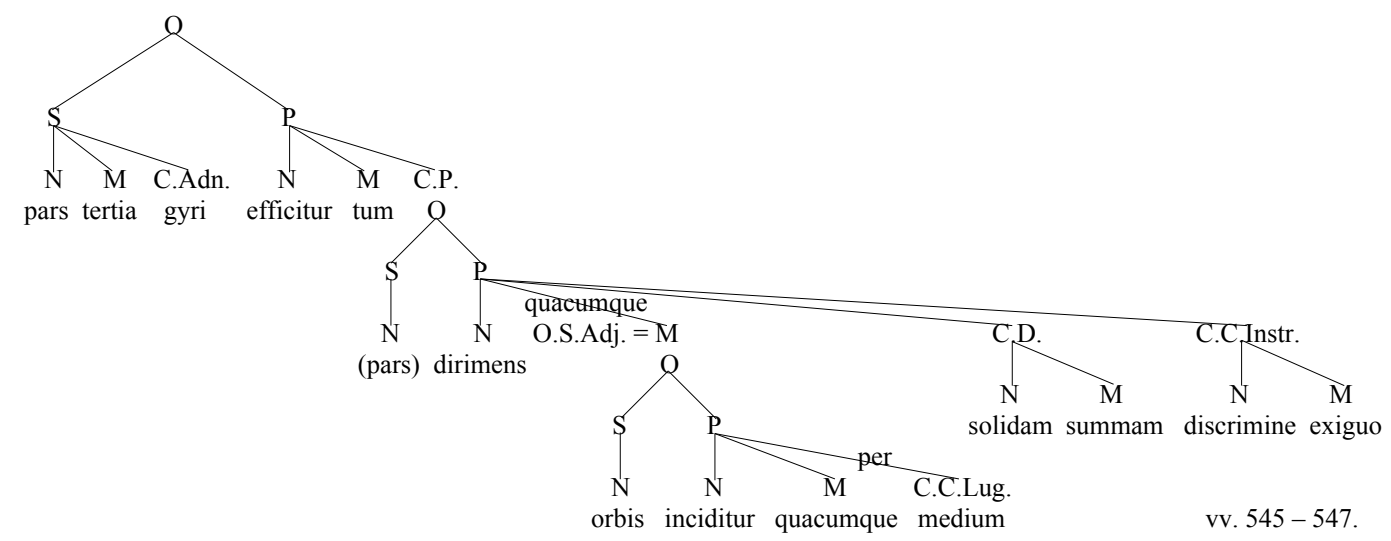 O
S P
N M C.Adn. N M C.P.
pars tertia gyri efficitur tum O
S P
quacumque
N N O.S.Adj. = M C.D. C.C.Instr.
(pars) dirimens O
N M N M
S P solidam summam discrimine exiguo
per
N N M C.C.Lug.
orbis inciditur quacumque medium vv. 545 – 547.